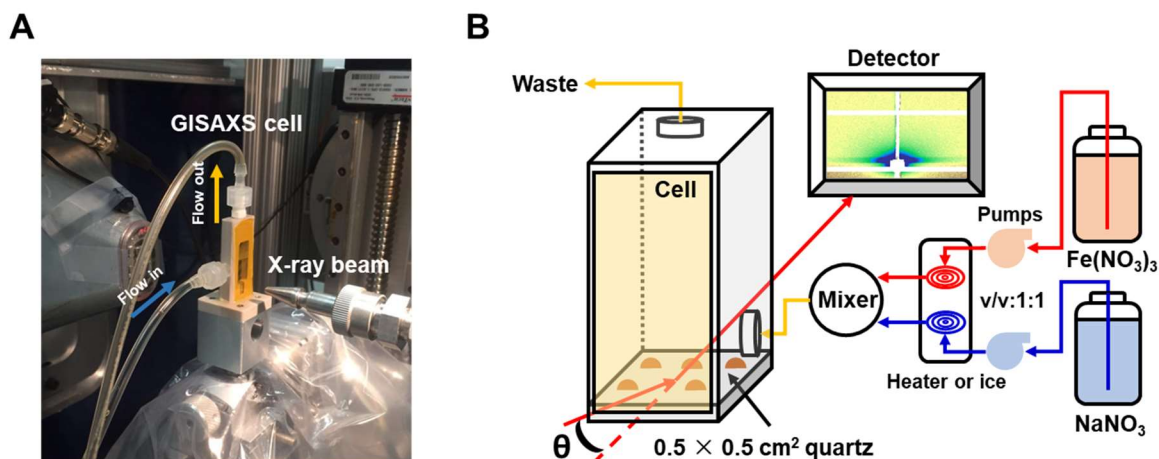 A
GISAXS cell
Flow out
Flow in
X-ray beam
B
Waste
Detector
Cell
Pumps
Fe(NO₃)₃
Mixer
v/v:1:1
Heater or ice
NaNO₃
θ
0.5 × 0.5 cm² quartz